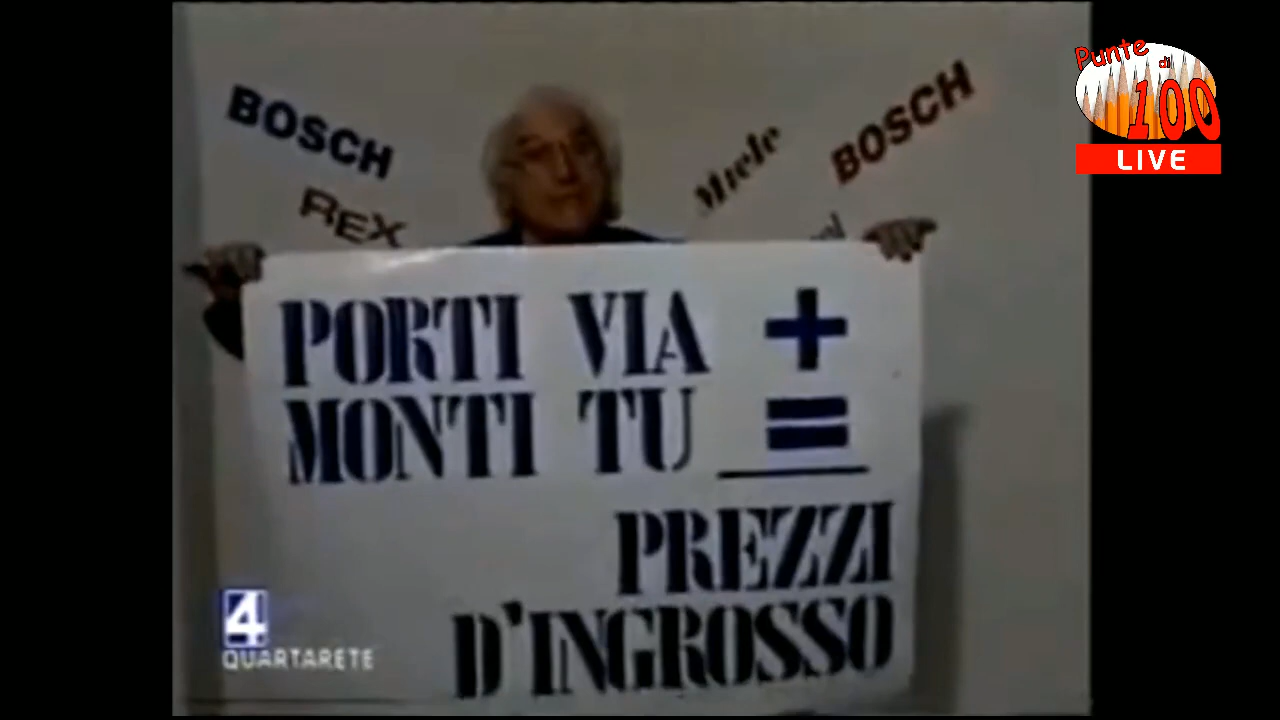 Punte
di
100
LIVE
BOSCH
REX
Miele
BOSCH
PORTI VIA +
MONTI TU =
PREZZI
D'INGROSSO
4
QUARTARETE